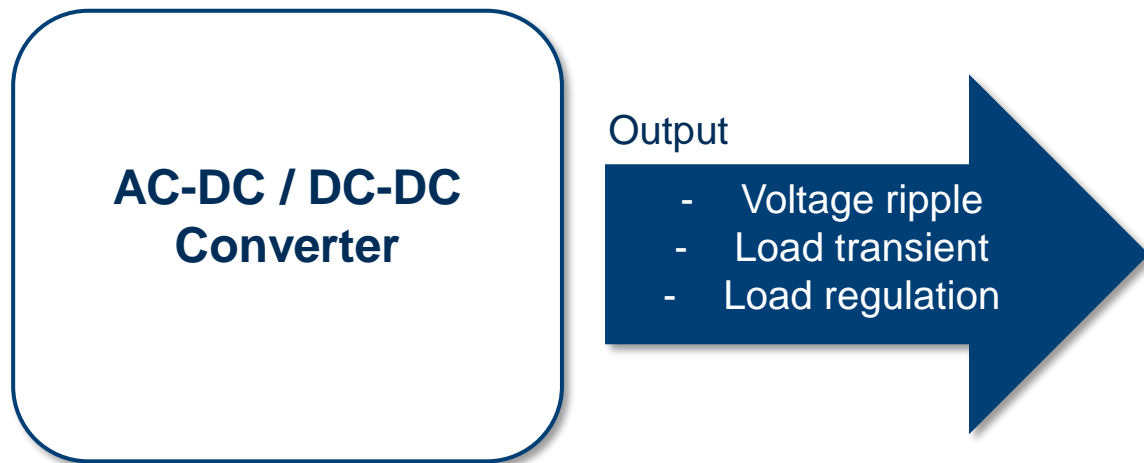 AC-DC / DC-DC
Converter
Output
- Voltage ripple
- Load transient
- Load regulation